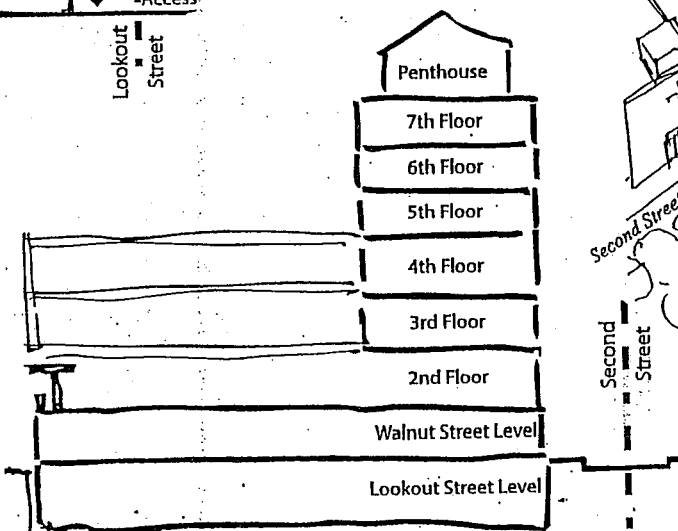 -Access
Lookout
Street
Penthouse
7th Floor
6th Floor
5th Floor
4th Floor
3rd Floor
2nd Floor
Walnut Street Level
Lookout Street Level
Second Street
Second
Street